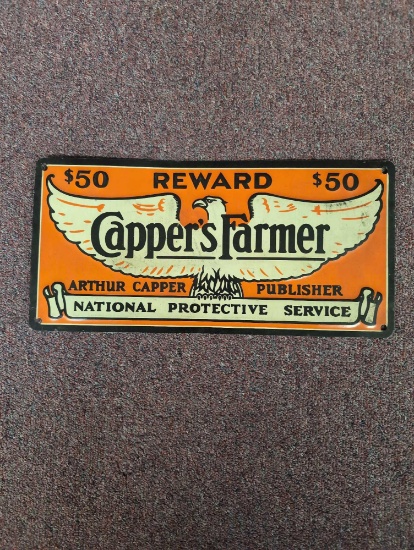 $50 REWARD $50
Capper's Farmer
ARTHUR CAPPER PUBLISHER
NATIONAL PROTECTIVE SERVICE